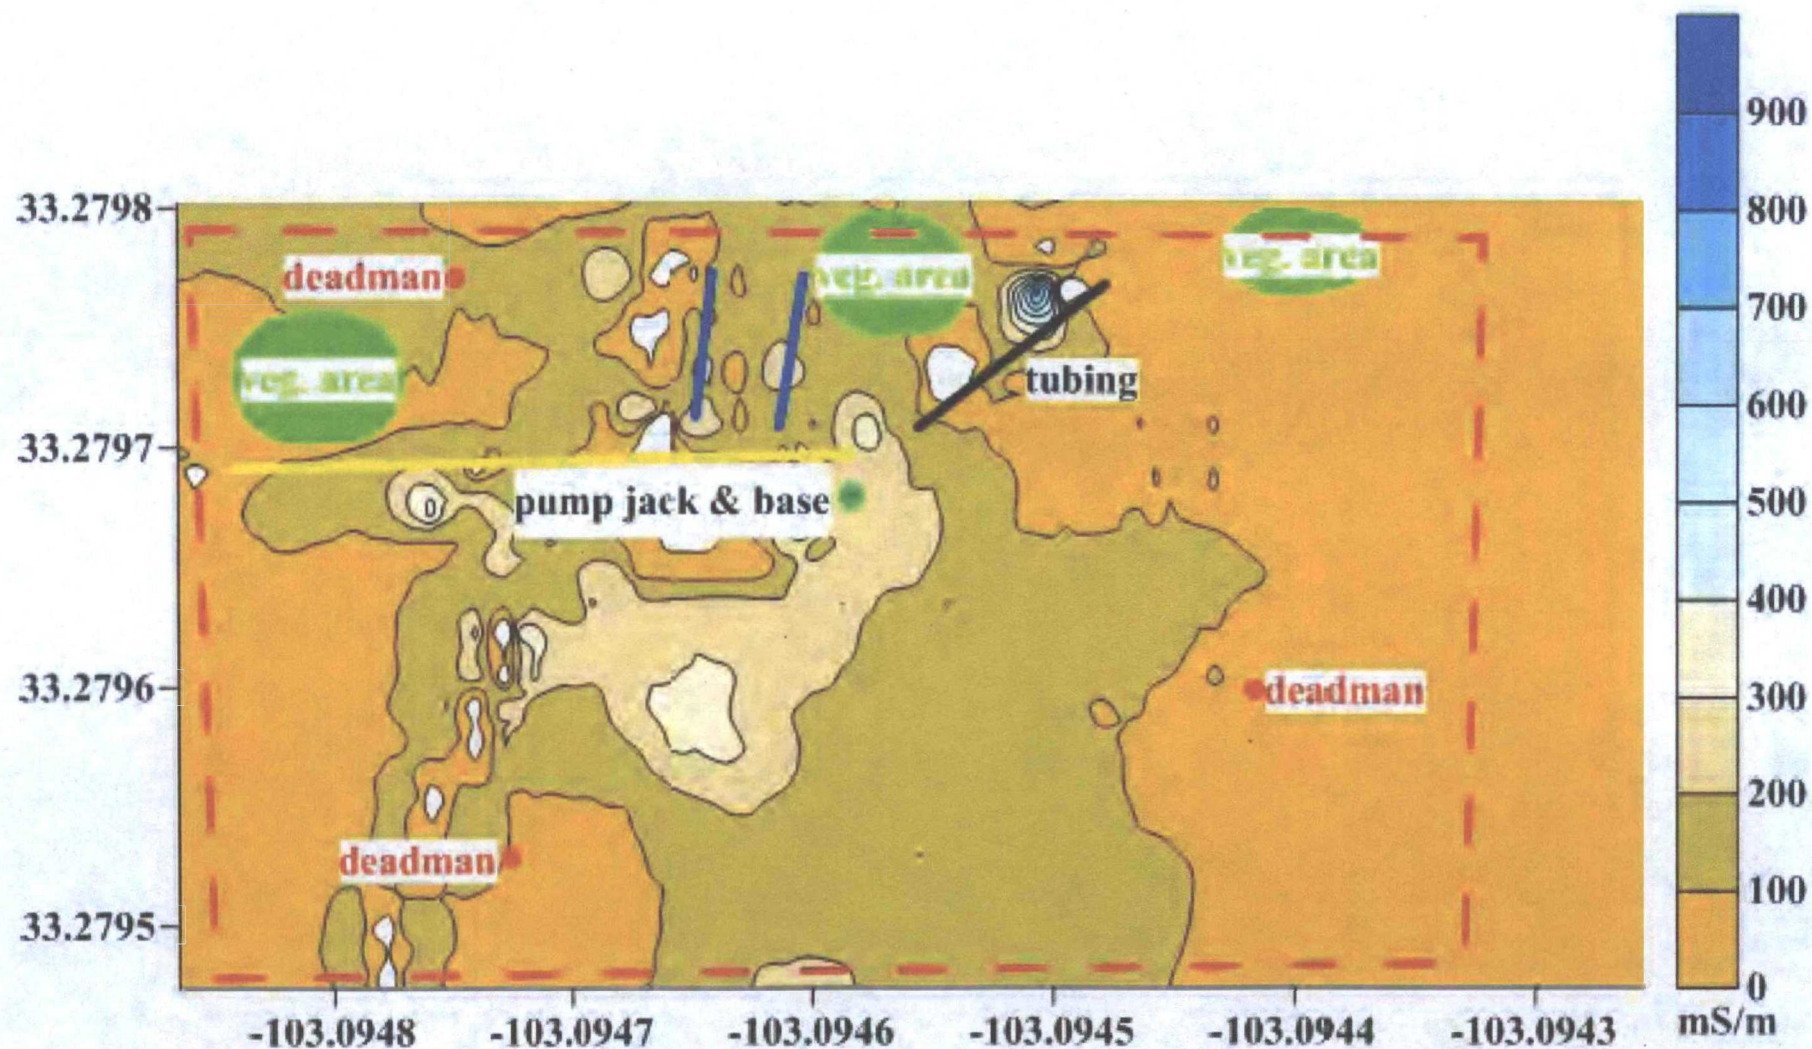 900
33.2798
800
deadman
veg. area
veg. area
700
veg. area
tubing
600
33.2797
pump jack & base
500
400
33.2796
deadman
300
200
deadman
100
33.2795
0
-103.0948
-103.0947
-103.0946
-103.0945
-103.0944
-103.0943
mS/m